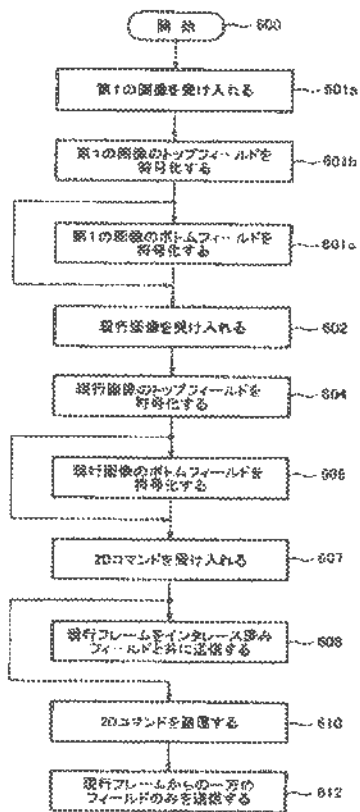 開始
600
第1の画像を受け入れる
601a
第1の画像のトップフィールドを
符号化する
601b
第1の画像のボトムフィールドを
符号化する
601c
現行画像を受け入れる
602
現行画像のトップフィールドを
符号化する
604
現行画像のボトムフィールドを
符号化する
606
2Dコマンドを受け入れる
607
現行フレームをインタレース済み
フィールドと共に送信する
608
2Dコマンドを処理する
610
現行フレームからの一方の
フィールドのみを送信する
612